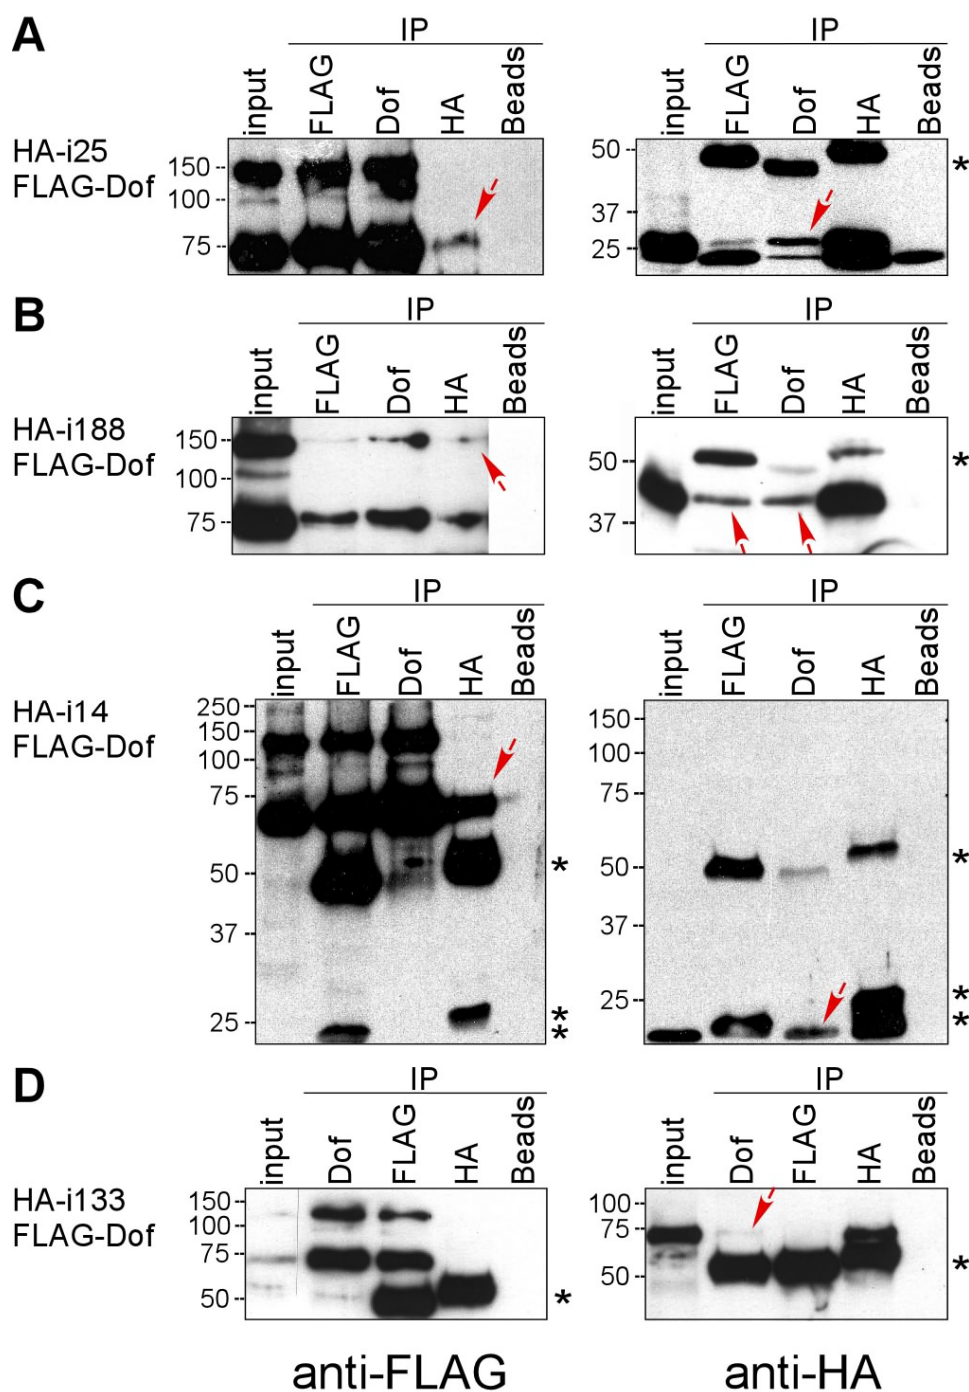 A
IP
IP
input FLAG Dof HA Beads
input FLAG Dof HA Beads
HA-i25
FLAG-Dof
150
100
75
50
37
25
*
B
IP
IP
input FLAG Dof HA Beads
input FLAG Dof HA Beads
HA-i188
FLAG-Dof
150
100
75
50
37
*
C
IP
IP
input FLAG Dof HA Beads
input FLAG Dof HA Beads
HA-i14
FLAG-Dof
250
150
100
75
50
37
25
*
*
*
150
100
75
50
37
25
*
*
*
D
IP
IP
input Dof FLAG HA Beads
input Dof FLAG HA Beads
HA-i133
FLAG-Dof
150
100
75
50
*
100
75
50
*
anti-FLAG
anti-HA